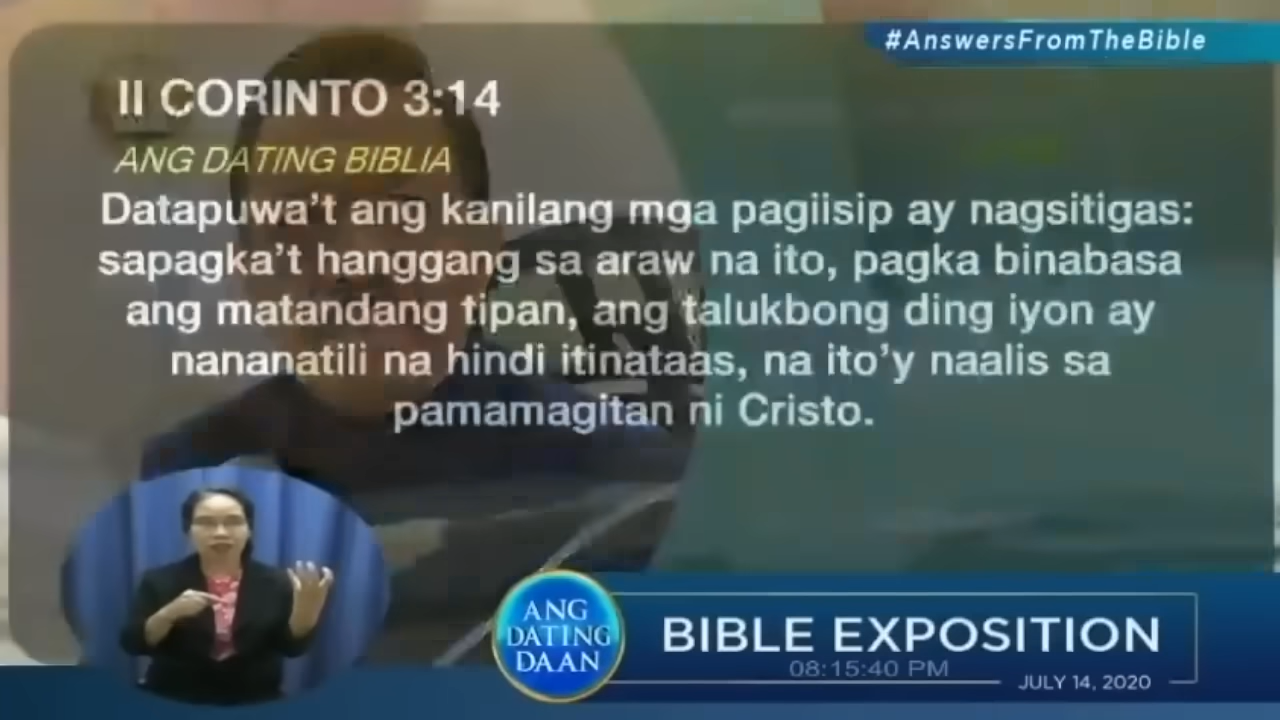 #AnswersFromTheBible
II CORINTO 3:14
ANG DATING BIBLIA
Datapuwa't ang kanilang mga pagiisip ay nagsitigas:
sapagka't hanggang sa araw na ito, pagka binabasa
ang matandang tipan, ang talukbong ding iyon ay
nananatili na hindi itinataas, na ito'y naalis sa
pamamagitan ni Cristo.
ANG
DATING
DAAN
BIBLE EXPOSITION
08:15:40 PM
JULY 14, 2020